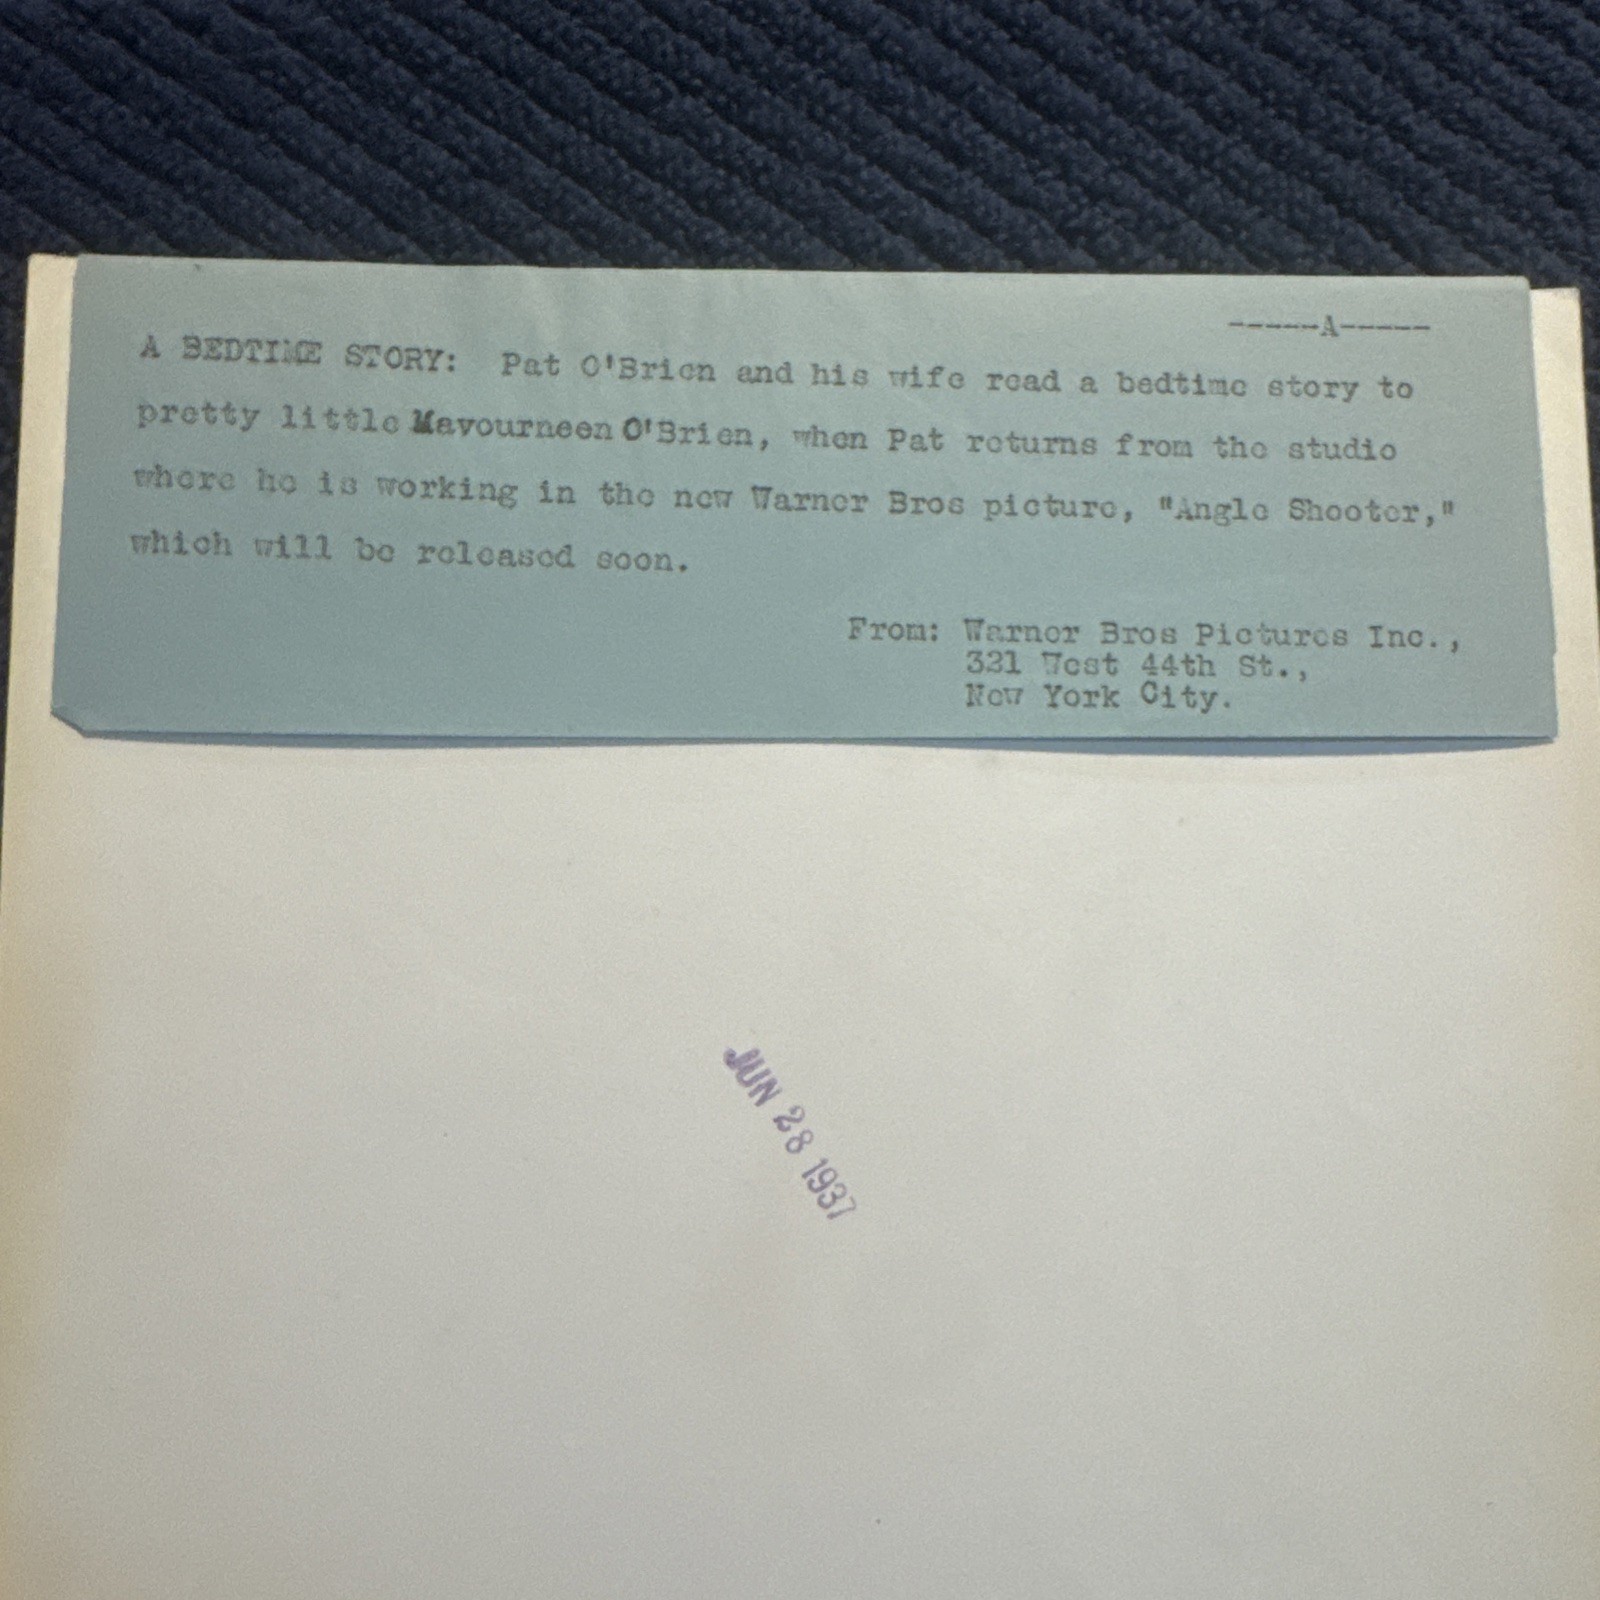 -----A-----
A BEDTIME STORY: Pat O'Brien and his wife read a bedtime story to
pretty little Mavourneen O'Brien, when Pat returns from the studio
where he is working in the new Warner Bros picture, "Angle Shooter,"
which will be released soon.
From: Warner Bros Pictures Inc.,
321 West 44th St.,
New York City.
JUN 28 1937